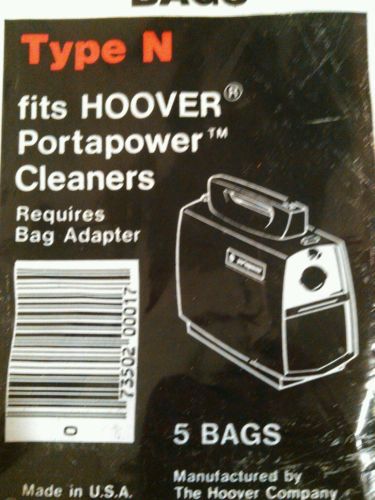 BAGS
Type N
fits HOOVER®
Portapower™
Cleaners
Requires
Bag Adapter
73502 00017
0
5 BAGS
Made in U.S.A.
Manufactured by
The Hoover Company